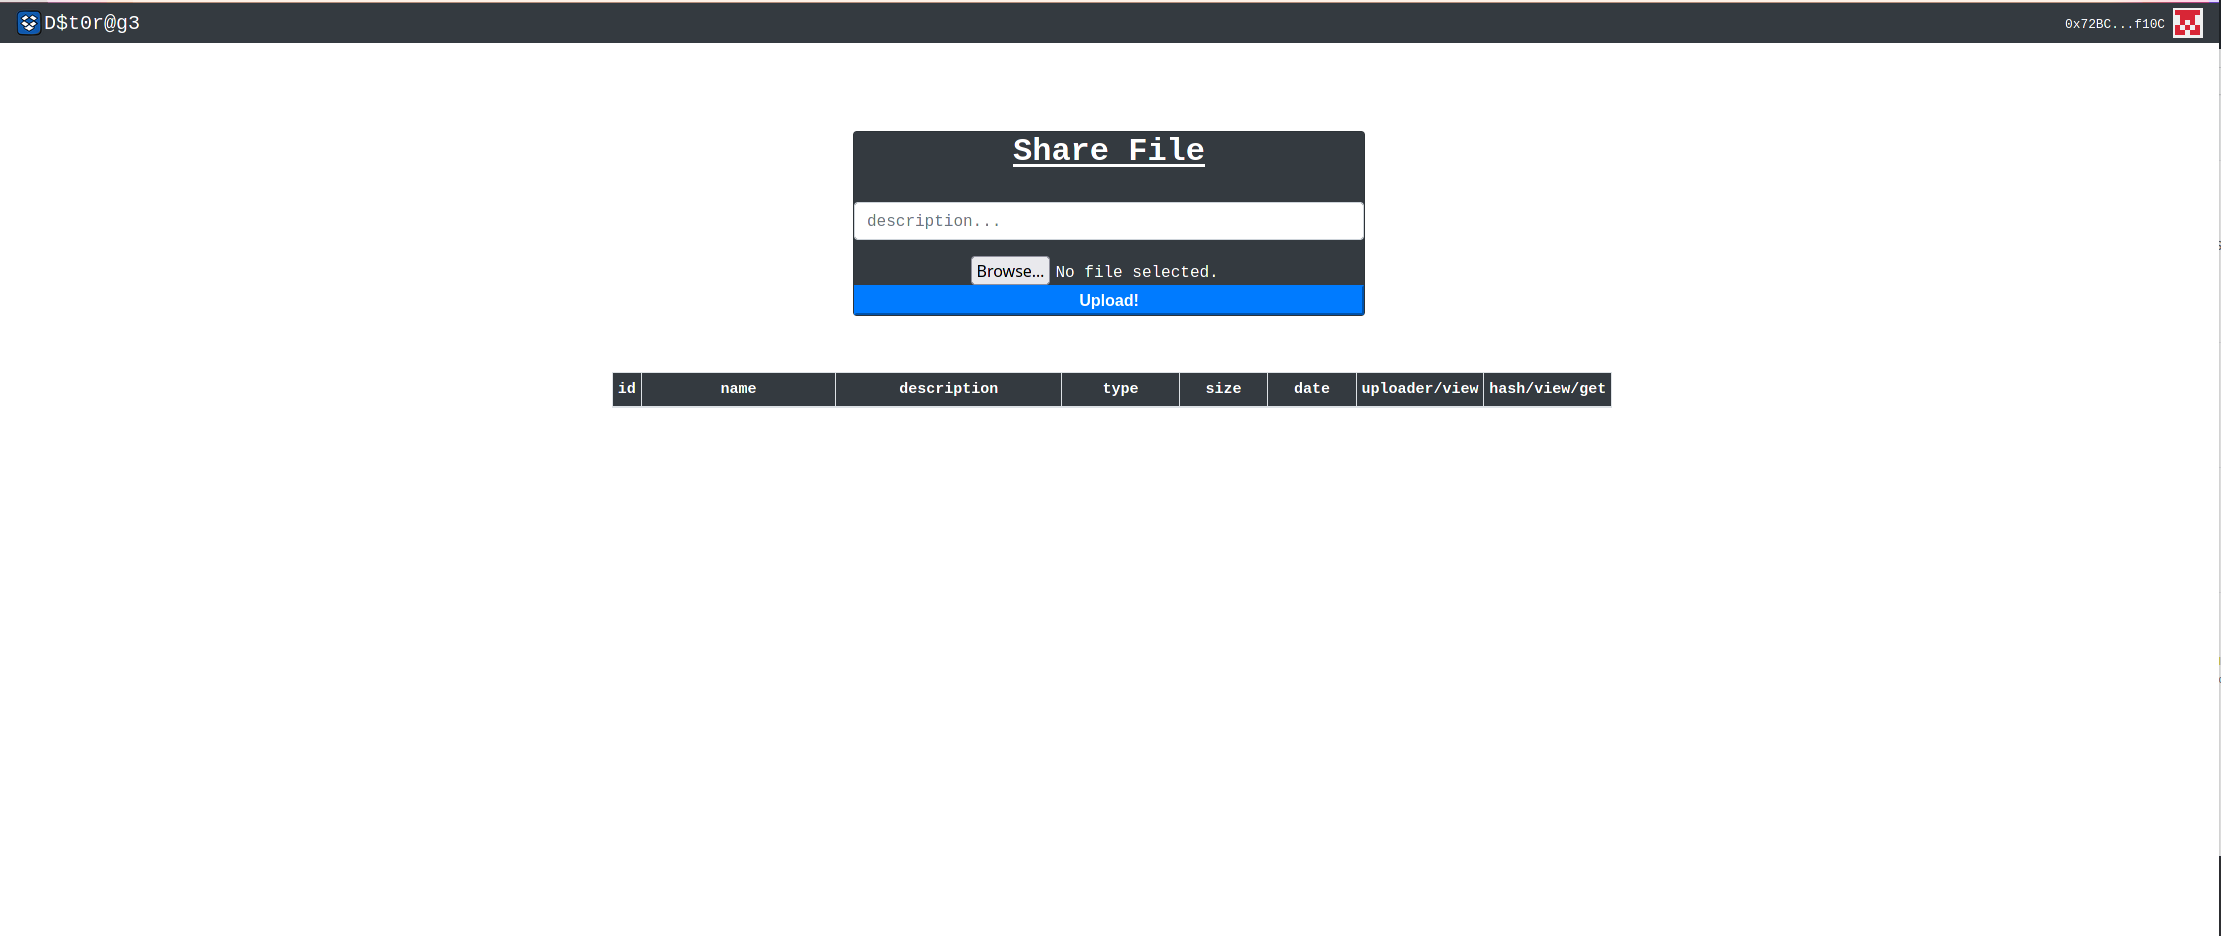 D$t0r@g3
0x72BC...f10C
Share File
description...
Browse... No file selected.
Upload!
id name description type size date uploader/view hash/view/get